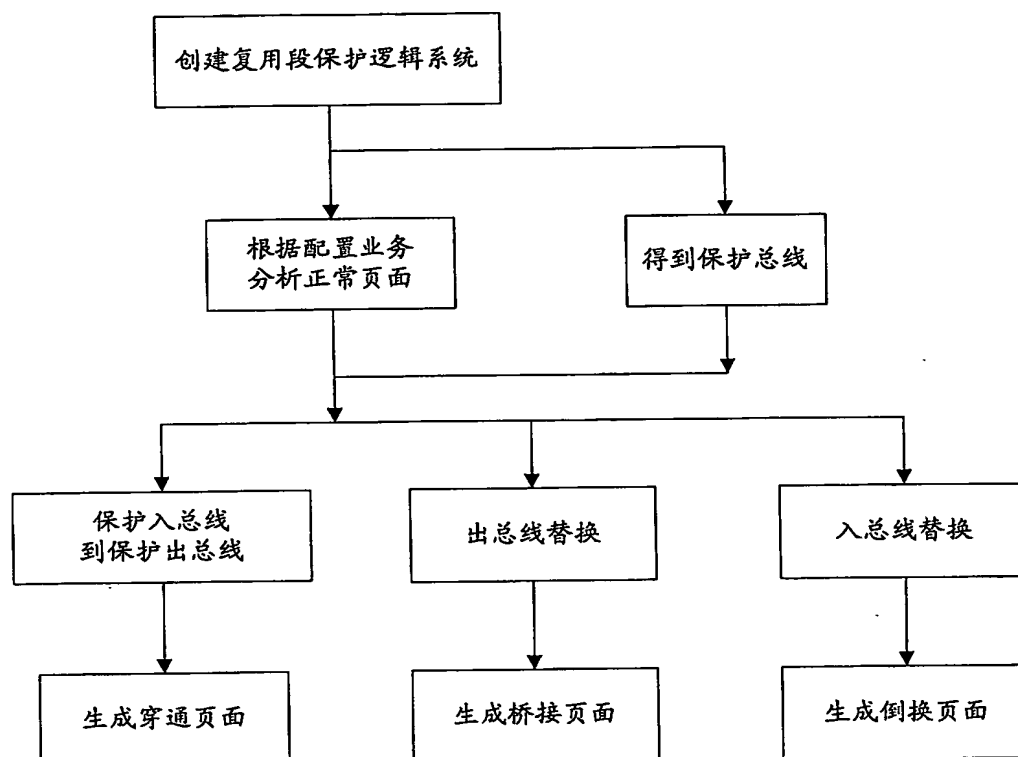 创建复用段保护逻辑系统
根据配置业务
分析正常页面
得到保护总线
保护入总线
到保护出总线
出总线替换
入总线替换
生成穿通页面
生成桥接页面
生成倒换页面